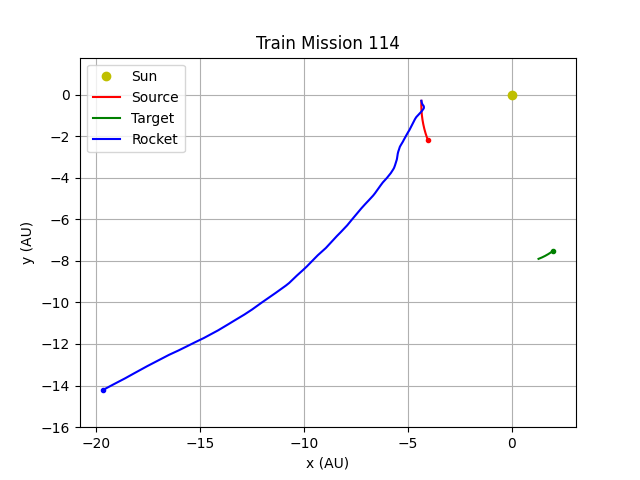 Train Mission 114
Sun
Source
Target
Rocket
0
−2
−4
−6
−8
−10
−12
−14
−16
y (AU)
−20
−15
−10
−5
0
x (AU)